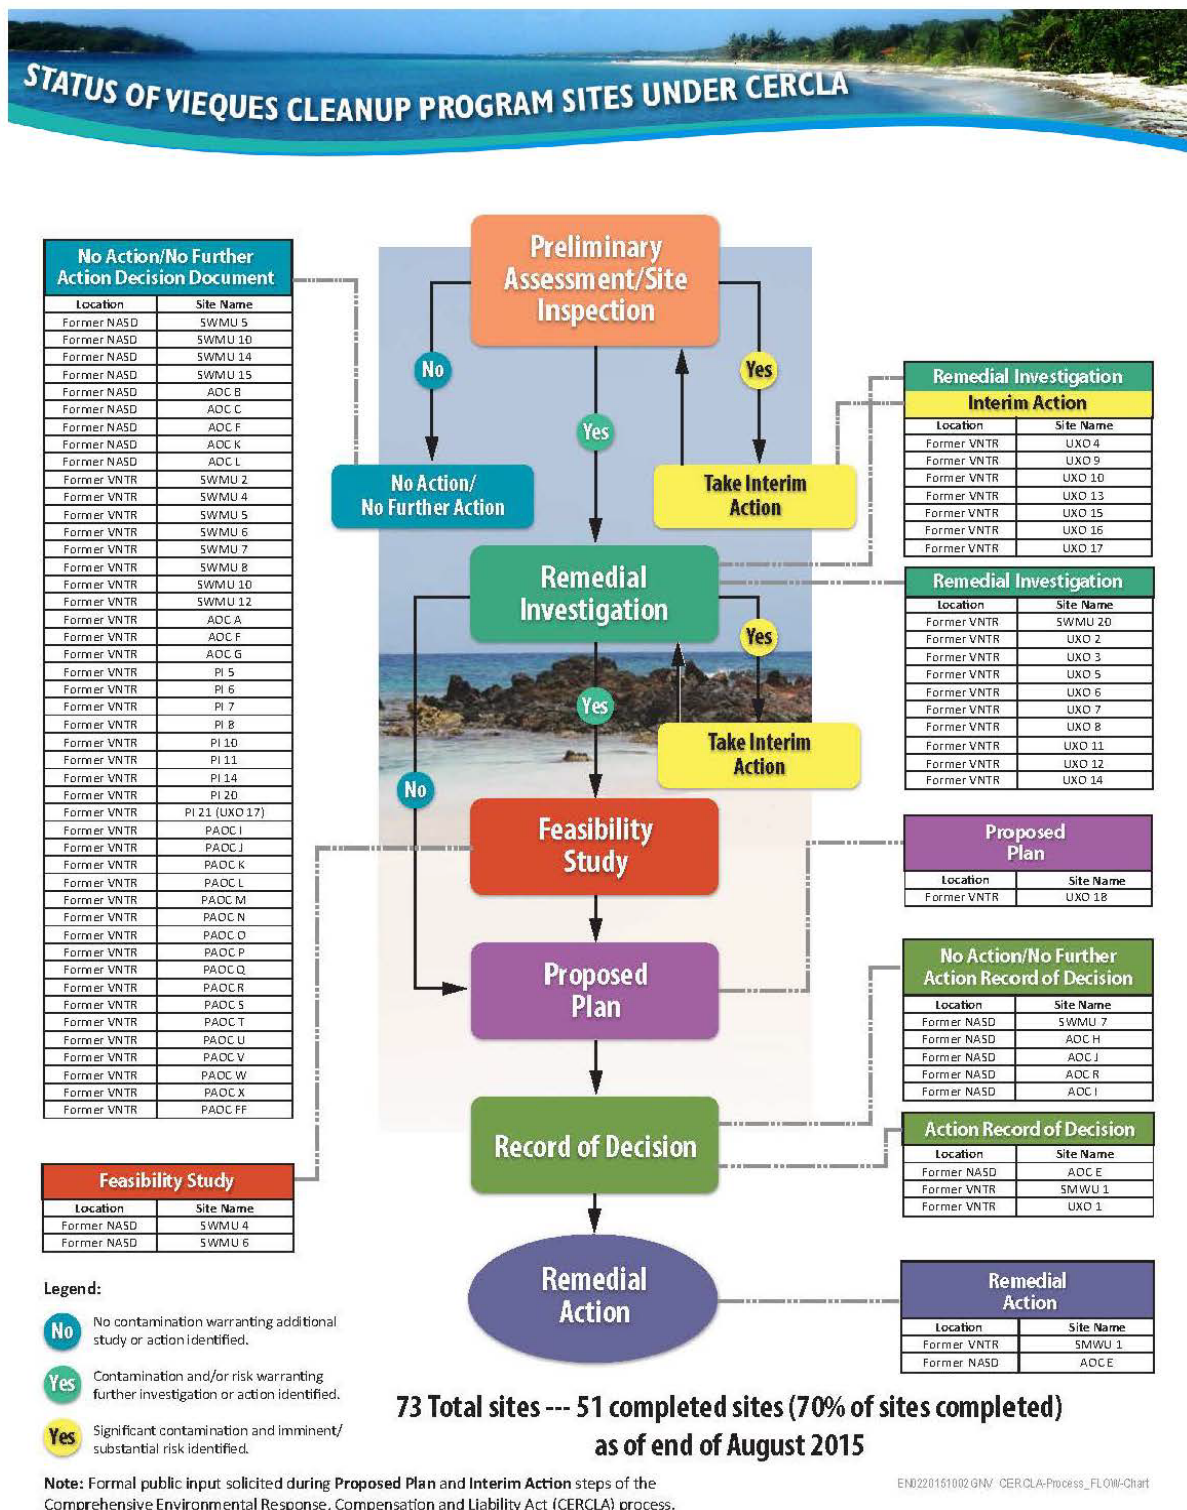 STATUS OF VIEQUES CLEANUP PROGRAM SITES UNDER CERCLA
No Action/No Further
Action Decision Document
Location Site Name
Former NASD SWMU 5
Former NASD SWMU 10
Former NASD SWMU 14
Former NASD SWMU 15
Former NASD AOC B
Former NASD AOC C
Former NASD AOC F
Former NASD AOC K
Former NASD AOC L
Former VNTR SWMU 2
Former VNTR SWMU 4
Former VNTR SWMU 5
Former VNTR SWMU 6
Former VNTR SWMU 7
Former VNTR SWMU 8
Former VNTR SWMU 10
Former VNTR SWMU 12
Former VNTR AOC A
Former VNTR AOC F
Former VNTR AOC G
Former VNTR PI 5
Former VNTR PI 6
Former VNTR PI 7
Former VNTR PI 8
Former VNTR PI 10
Former VNTR PI 11
Former VNTR PI 14
Former VNTR PI 20
Former VNTR PI 21 (UXO 17)
Former VNTR PAOC I
Former VNTR PAOC J
Former VNTR PAOC K
Former VNTR PAOC L
Former VNTR PAOC M
Former VNTR PAOC N
Former VNTR PAOC O
Former VNTR PAOC P
Former VNTR PAOC Q
Former VNTR PAOC R
Former VNTR PAOC S
Former VNTR PAOC T
Former VNTR PAOC U
Former VNTR PAOC V
Former VNTR PAOC W
Former VNTR PAOC X
Former VNTR PAOC FF
Feasibility Study
Location Site Name
Former NASD SWMU 4
Former NASD SWMU 6
Preliminary
Assessment/Site
Inspection
No
Yes
Yes
No Action/
No Further Action
Take Interim
Action
Remedial
Investigation
Yes
Yes
No
Take Interim
Action
Feasibility
Study
Proposed
Plan
Record of Decision
Remedial
Action
Remedial Investigation
Interim Action
Location Site Name
Former VNTR UXO 4
Former VNTR UXO 9
Former VNTR UXO 10
Former VNTR UXO 13
Former VNTR UXO 15
Former VNTR UXO 16
Former VNTR UXO 17
Remedial Investigation
Location Site Name
Former VNTR SWMU 20
Former VNTR UXO 2
Former VNTR UXO 3
Former VNTR UXO 5
Former VNTR UXO 6
Former VNTR UXO 7
Former VNTR UXO 8
Former VNTR UXO 11
Former VNTR UXO 12
Former VNTR UXO 14
Proposed
Plan
Location Site Name
Former VNTR UXO 18
No Action/No Further
Action Record of Decision
Location Site Name
Former NASD SWMU 7
Former NASD AOC H
Former NASD AOC J
Former NASD AOC R
Former NASD AOC I
Action Record of Decision
Location Site Name
Former NASD AOC E
Former VNTR SMWU 1
Former VNTR UXO 1
Remedial
Action
Location Site Name
Former VNTR SMWU 1
Former NASD AOC E
Legend:
No
No contamination warranting additional
study or action identified.
Yes
Contamination and/or risk warranting
further investigation or action identified.
Yes
Significant contamination and imminent/
substantial risk identified.
73 Total sites --- 51 completed sites (70% of sites completed)
as of end of August 2015
Note: Formal public input solicited during Proposed Plan and Interim Action steps of the
Comprehensive Environmental Response, Compensation and Liability Act (CERCLA) process.
EN0220151002GNV CERCLA-Process_FLOW-Chart